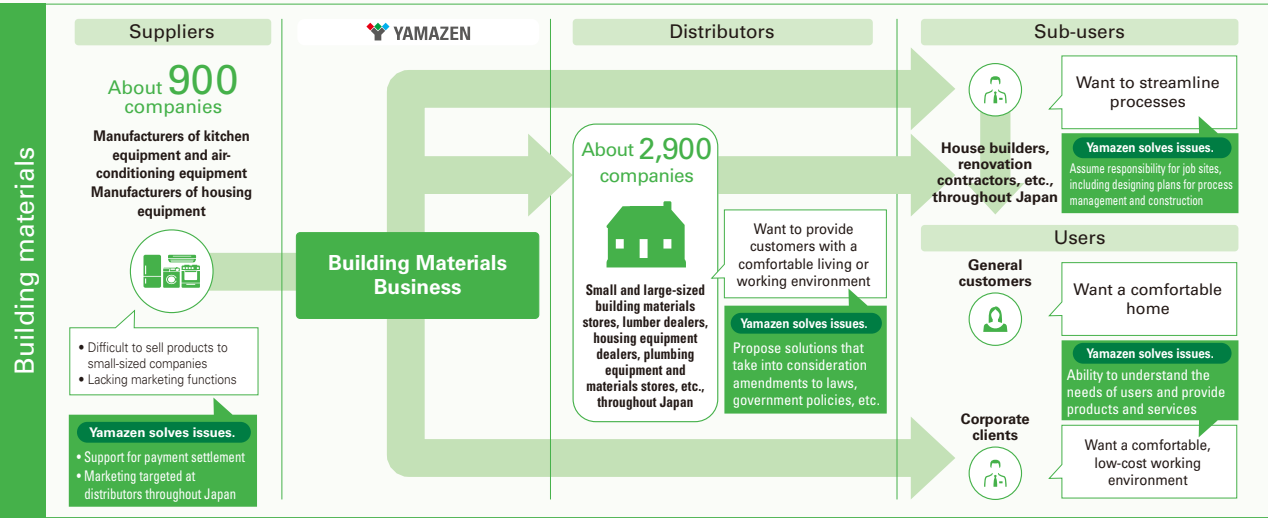 Building materials
Suppliers
About 900
companies
Manufacturers of kitchen
equipment and air-
conditioning equipment
Manufacturers of housing
equipment
• Difficult to sell products to
small-sized companies
• Lacking marketing functions
Yamazen solves issues.
• Support for payment settlement
• Marketing targeted at
distributors throughout Japan
YAMAZEN
Building Materials
Business
Distributors
About 2,900
companies
Small and large-sized
building materials
stores, lumber dealers,
housing equipment
dealers, plumbing
equipment and
materials stores, etc.,
throughout Japan
Want to provide
customers with a
comfortable living or
working environment
Yamazen solves issues.
Propose solutions that
take into consideration
amendments to laws,
government policies, etc.
Sub-users
House builders,
renovation
contractors, etc.,
throughout Japan
Want to streamline
processes
Yamazen solves issues.
Assume responsibility for job sites,
including designing plans for process
management and construction
Users
General
customers
Want a comfortable
home
Yamazen solves issues.
Ability to understand the
needs of users and provide
products and services
Corporate
clients
Want a comfortable,
low-cost working
environment